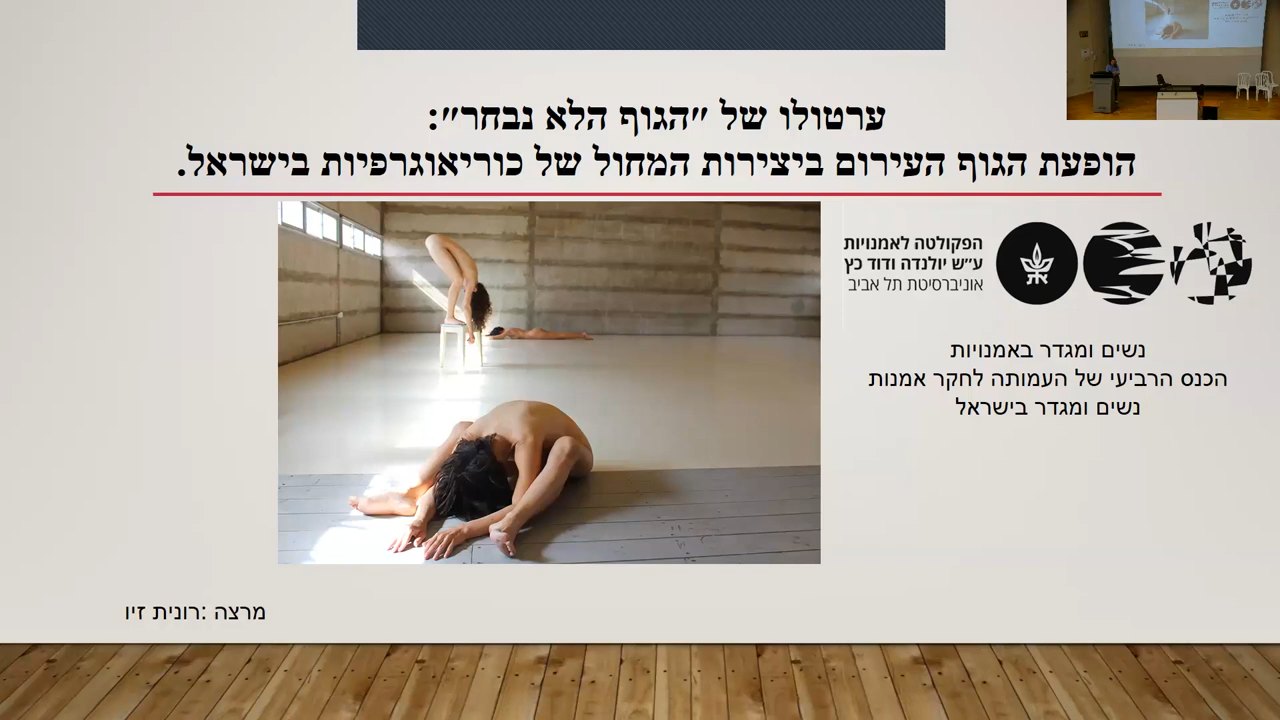 ערטולו של ״הגוף הלא נבחר״:
הופעת הגוף העירום ביצירות המחול של כוריאוגרפיות בישראל.
הפקולטה לאמנויות
ע״ש יולנדה ודוד כץ
אוניברסיטת תל אביב
נשים ומגדר באמנויות
הכנס הרביעי של העמותה לחקר אמנות
נשים ומגדר בישראל
מרצה :רונית זיו